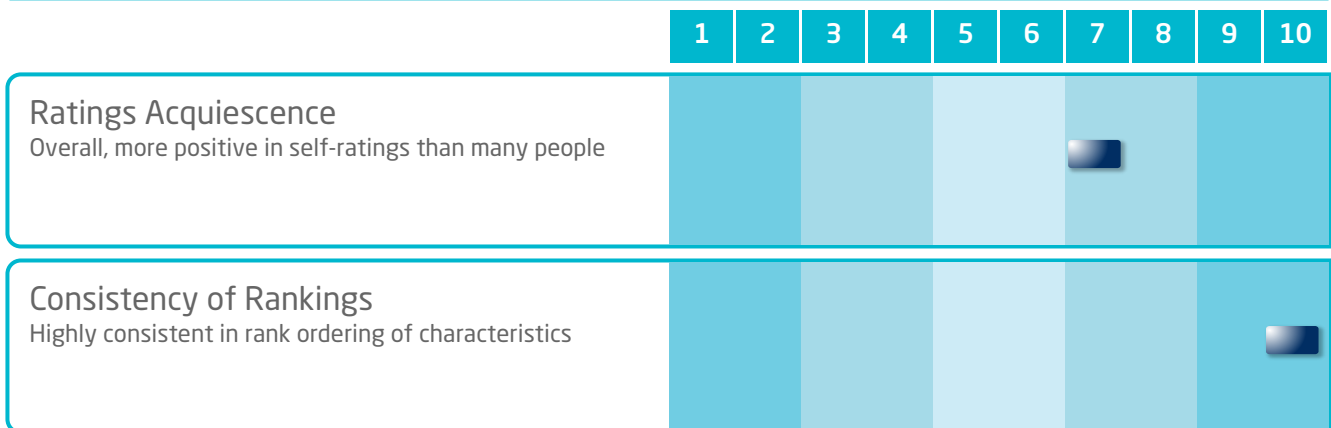 1 2 3 4 5 6 7 8 9 10
Ratings Acquiescence
Overall, more positive in self-ratings than many people
Consistency of Rankings
Highly consistent in rank ordering of characteristics